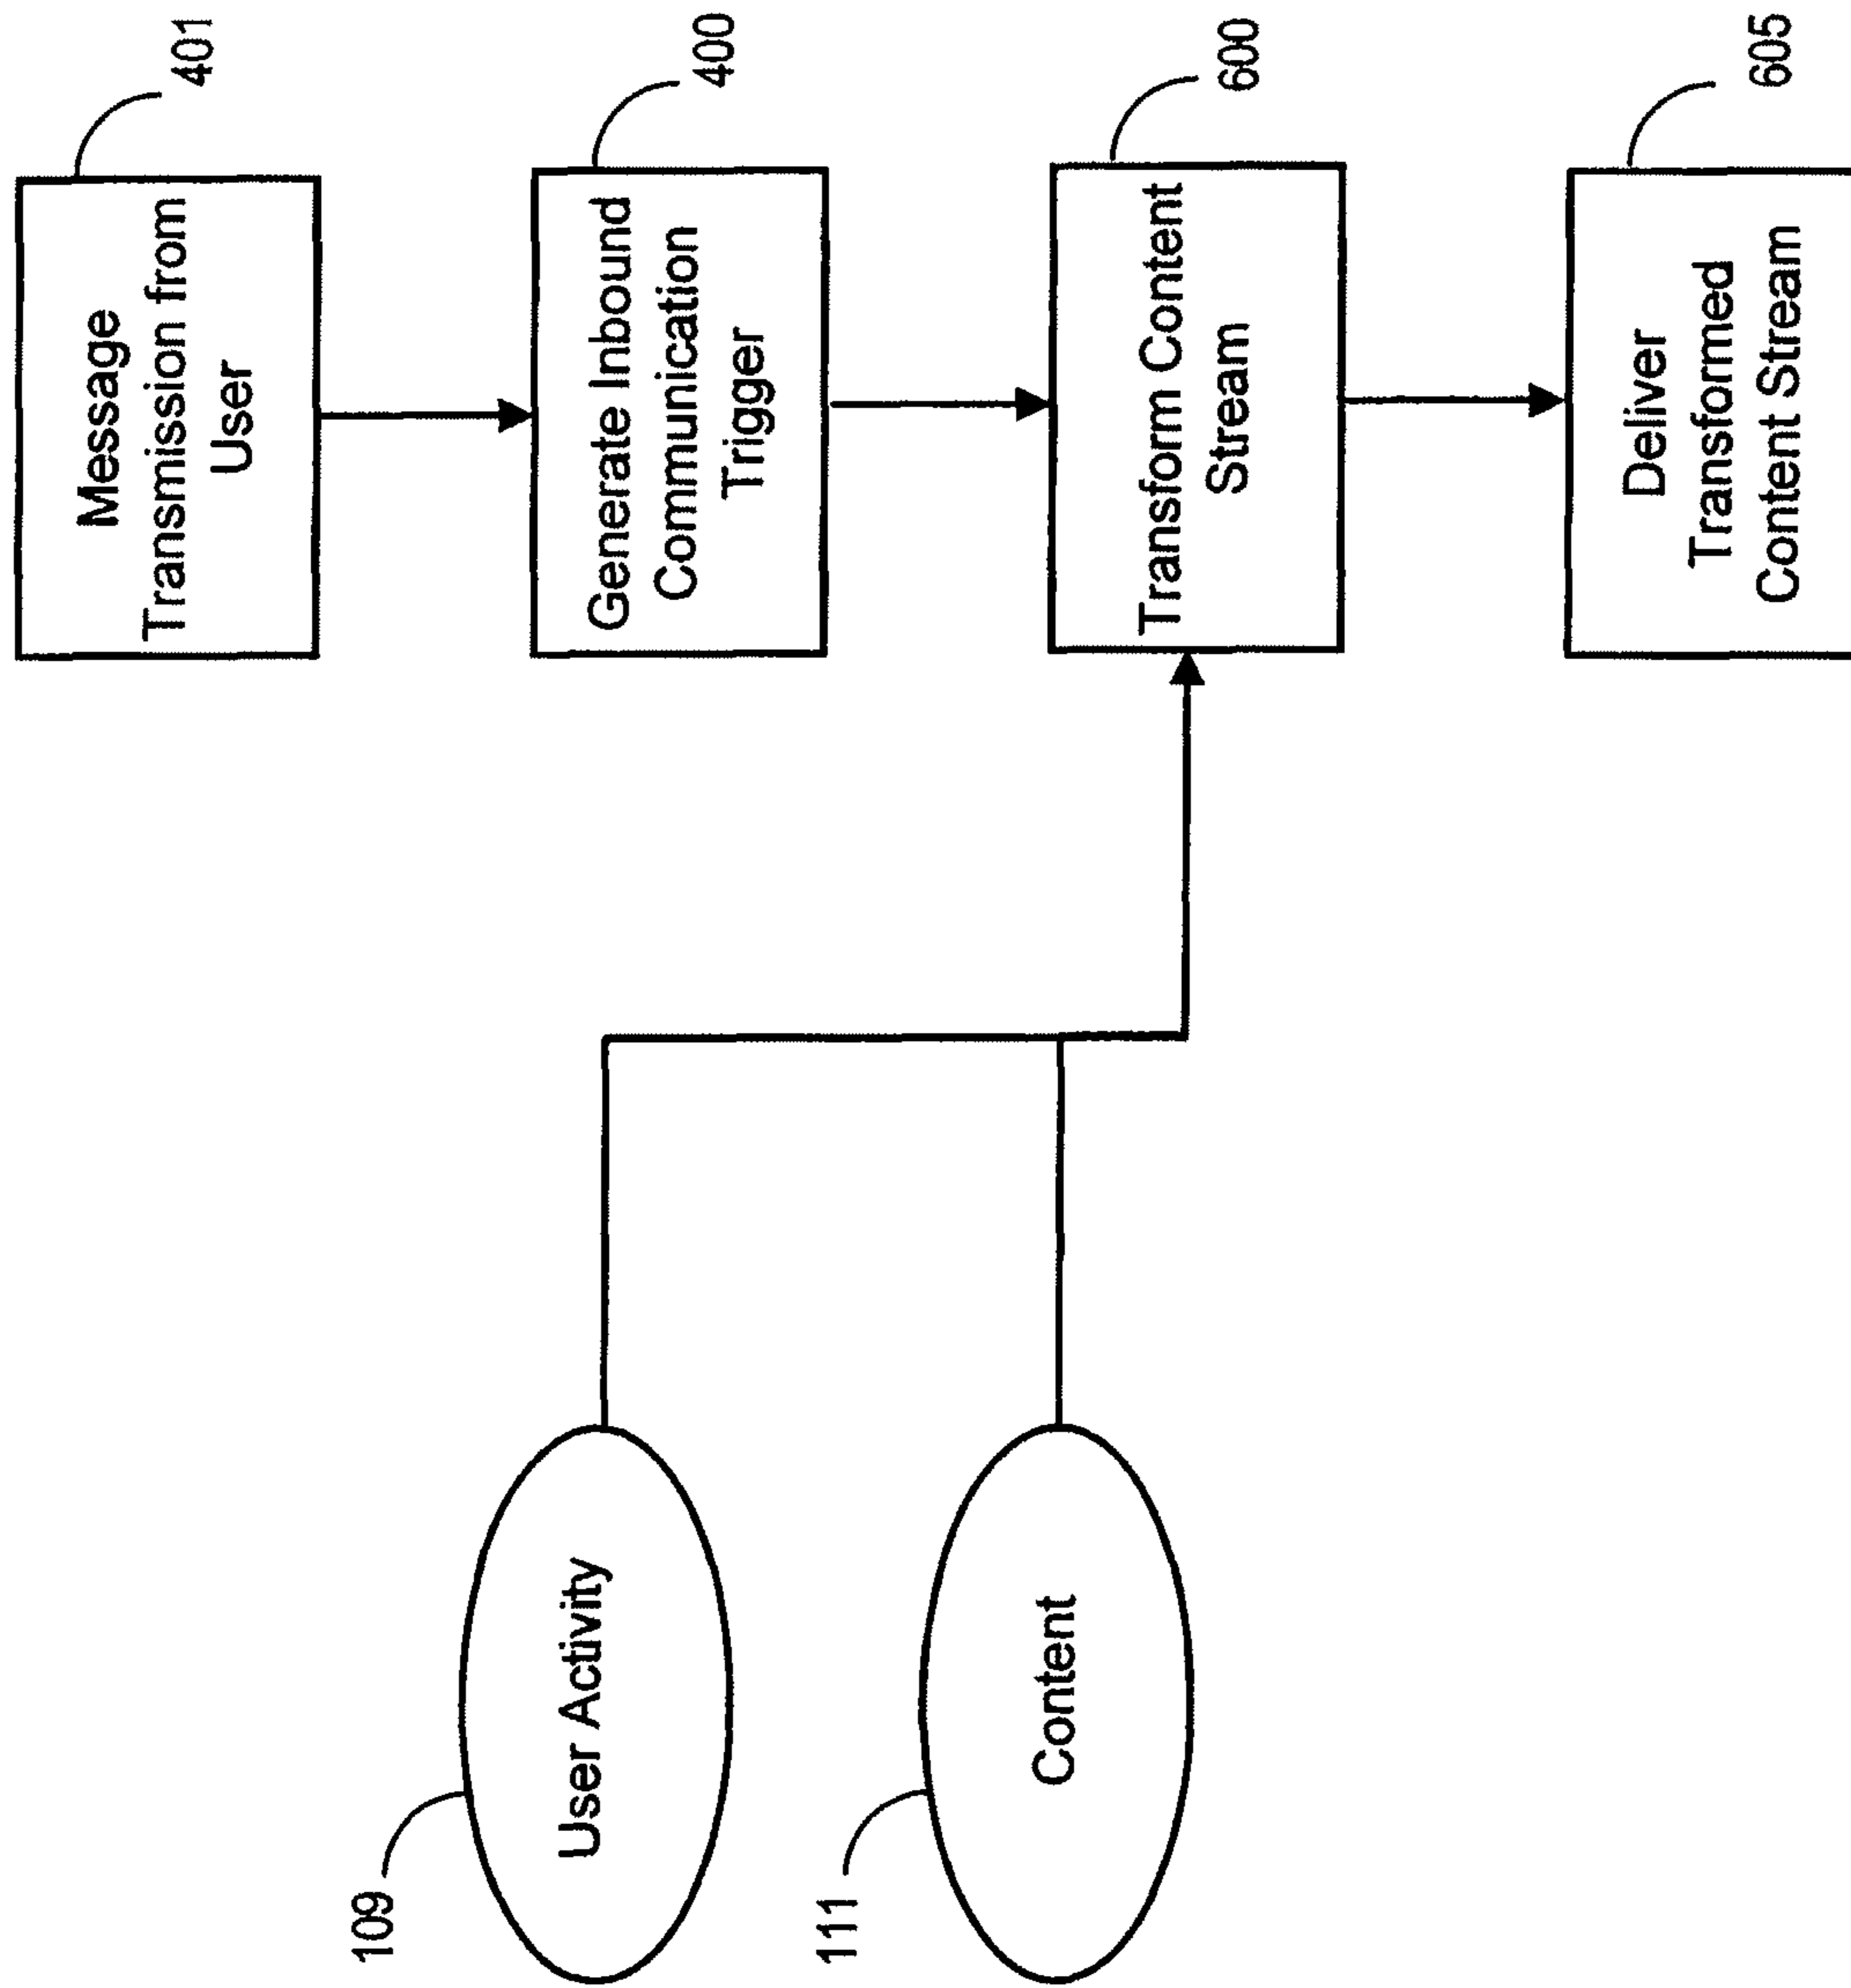 401
Message
Transmission from
User
400
Generate Inbound
Communication
Trigger
109
User Activity
111
Content
600
Transform Content
Stream
605
Deliver
Transformed
Content Stream